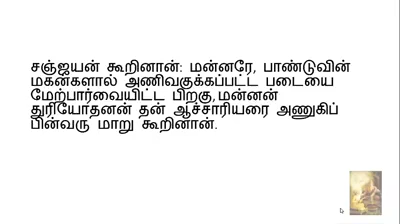 சஞ்ஜயன் கூறினான்: மன்னரே, பாண்டுவின்
மகன்களால் அணிவகுக்கப்பட்ட படையை
மேற்பார்வையிட்ட பிறகு,மன்னன்
துரியோதனன் தன் ஆச்சாரியரை அணுகிப்
பின்வரு மாறு கூறினான்.